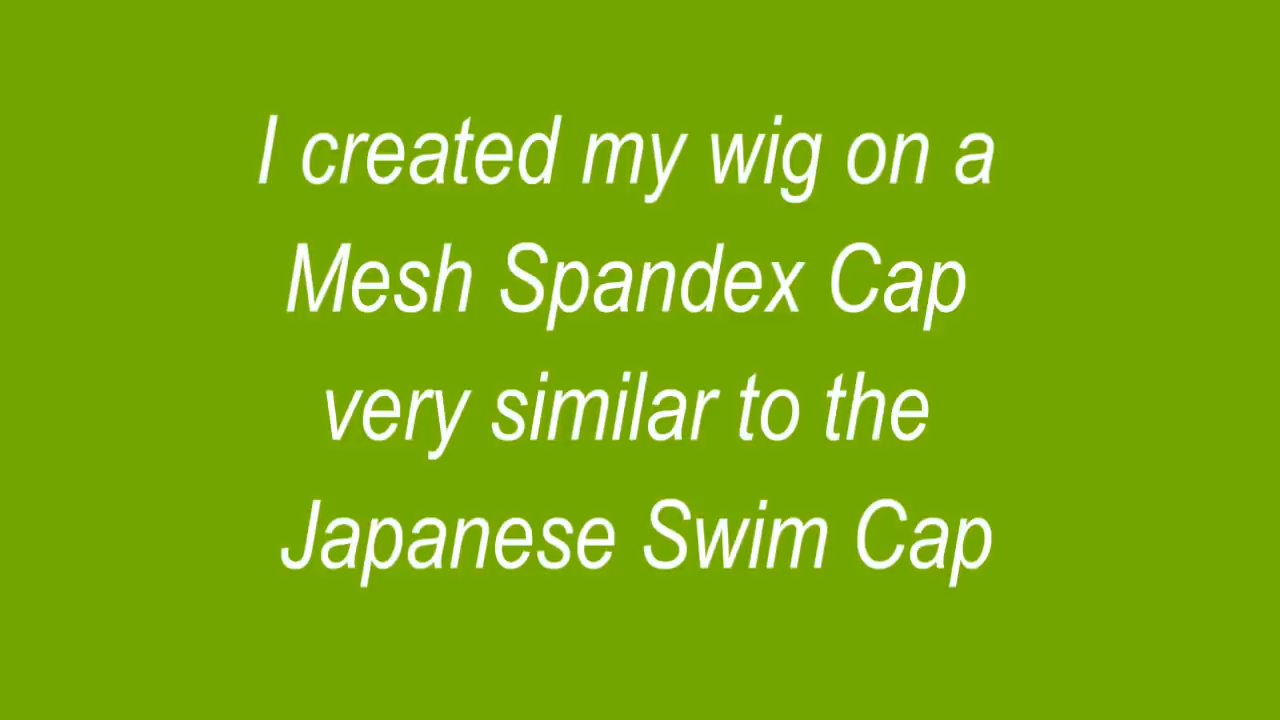 I created my wig on a
Mesh Spandex Cap
very similar to the
Japanese Swim Cap